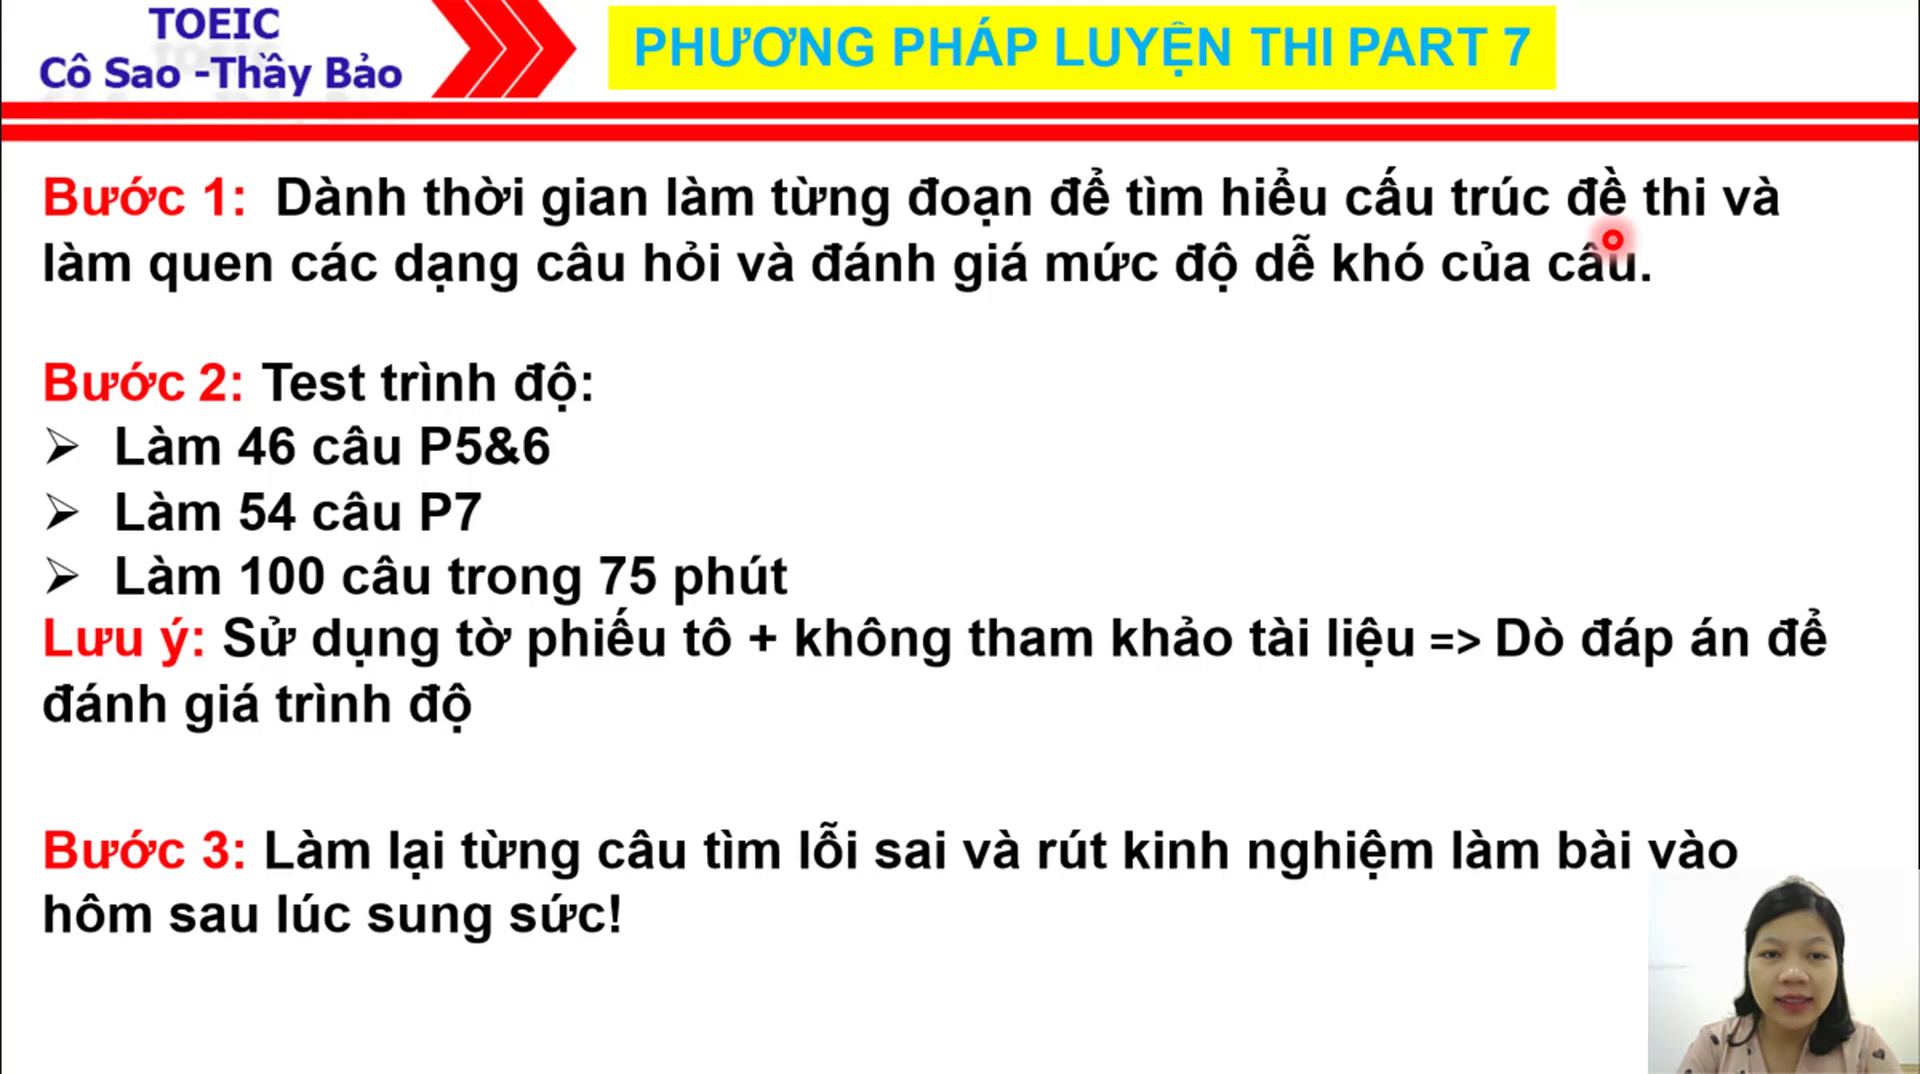 TOEIC
Cô Sao -Thầy Bảo
PHƯƠNG PHÁP LUYỆN THI PART 7
Bước 1: Dành thời gian làm từng đoạn để tìm hiểu cấu trúc đề thi và
làm quen các dạng câu hỏi và đánh giá mức độ dễ khó của câu.
Bước 2: Test trình độ:
➢ Làm 46 câu P5&6
➢ Làm 54 câu P7
➢ Làm 100 câu trong 75 phút
Lưu ý: Sử dụng tờ phiếu tô + không tham khảo tài liệu => Dò đáp án để
đánh giá trình độ
Bước 3: Làm lại từng câu tìm lỗi sai và rút kinh nghiệm làm bài vào
hôm sau lúc sung sức!